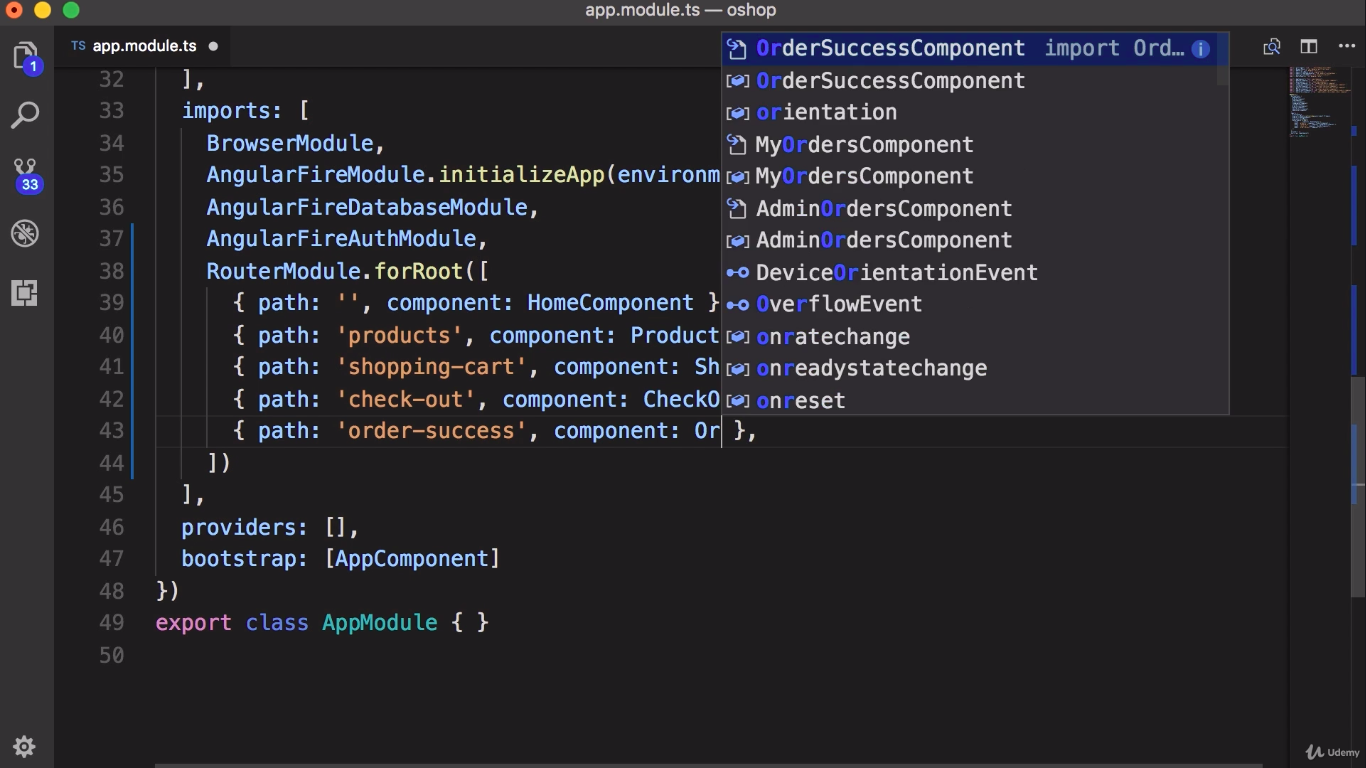 app.module.ts — oshop
TS app.module.ts
1
33
32 ],
33 imports: [
34 BrowserModule,
35 AngularFireModule.initializeApp(environm
36 AngularFireDatabaseModule,
37 AngularFireAuthModule,
38 RouterModule.forRoot([
39 { path: '', component: HomeComponent }
40 { path: 'products', component: Product
41 { path: 'shopping-cart', component: Sh
42 { path: 'check-out', component: CheckO
43 { path: 'order-success', component: Or },
44 ])
45 ],
46 providers: [],
47 bootstrap: [AppComponent]
48 })
49 export class AppModule { }
50
OrderSuccessComponent import Ord…
OrderSuccessComponent
orientation
MyOrdersComponent
MyOrdersComponent
AdminOrdersComponent
AdminOrdersComponent
DeviceOrientationEvent
OverflowEvent
onratechange
onreadystatechange
onreset
Udemy